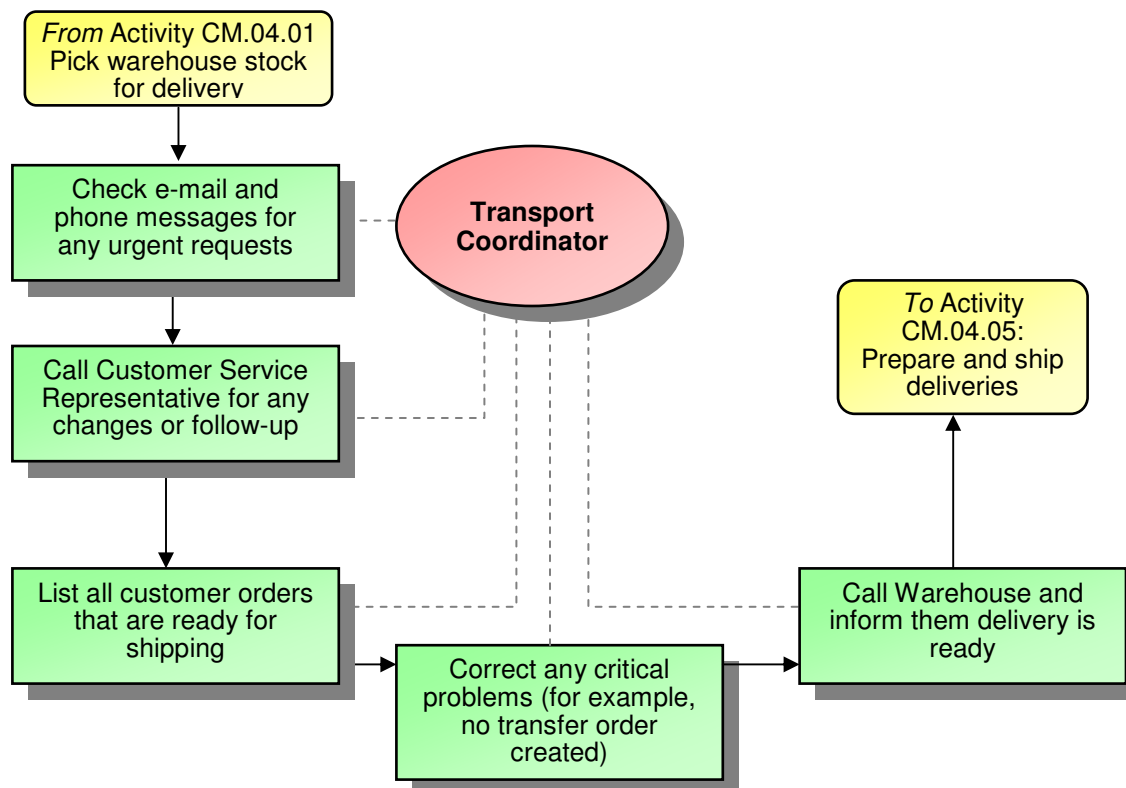 From Activity CM.04.01
Pick warehouse stock
for delivery
Check e-mail and
phone messages for
any urgent requests
Transport
Coordinator
Call Customer Service
Representative for any
changes or follow-up
To Activity
CM.04.05:
Prepare and ship
deliveries
List all customer orders
that are ready for
shipping
Correct any critical
problems (for example,
no transfer order
created)
Call Warehouse and
inform them delivery is
ready